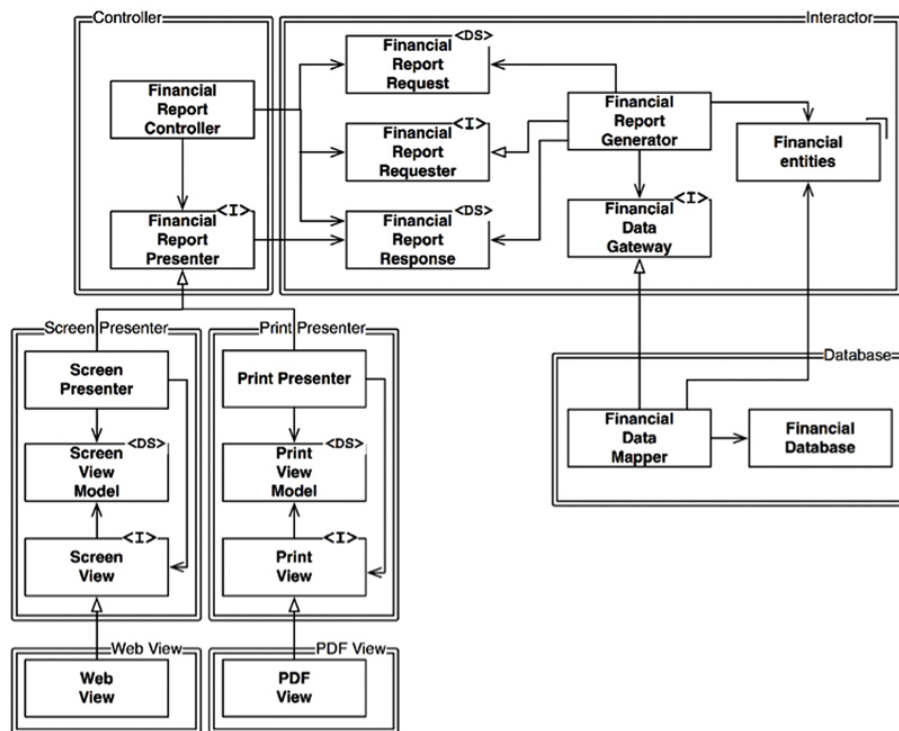 Controller
Interactor
<DS>
Financial
Report
Request
Financial
Report
Controller
Financial
Report
Generator
<I>
Financial
Report
Requester
Financial
entities
<I>
Financial
Report
Presenter
<DS>
Financial
Report
Response
<I>
Financial
Data
Gateway
Screen Presenter
Print Presenter
Database
Screen
Presenter
Print Presenter
Financial
Data
Mapper
Financial
Database
<DS>
Screen
View
Model
<DS>
Print
View
Model
<I>
Screen
View
<I>
Print
View
Web View
PDF View
Web
View
PDF
View